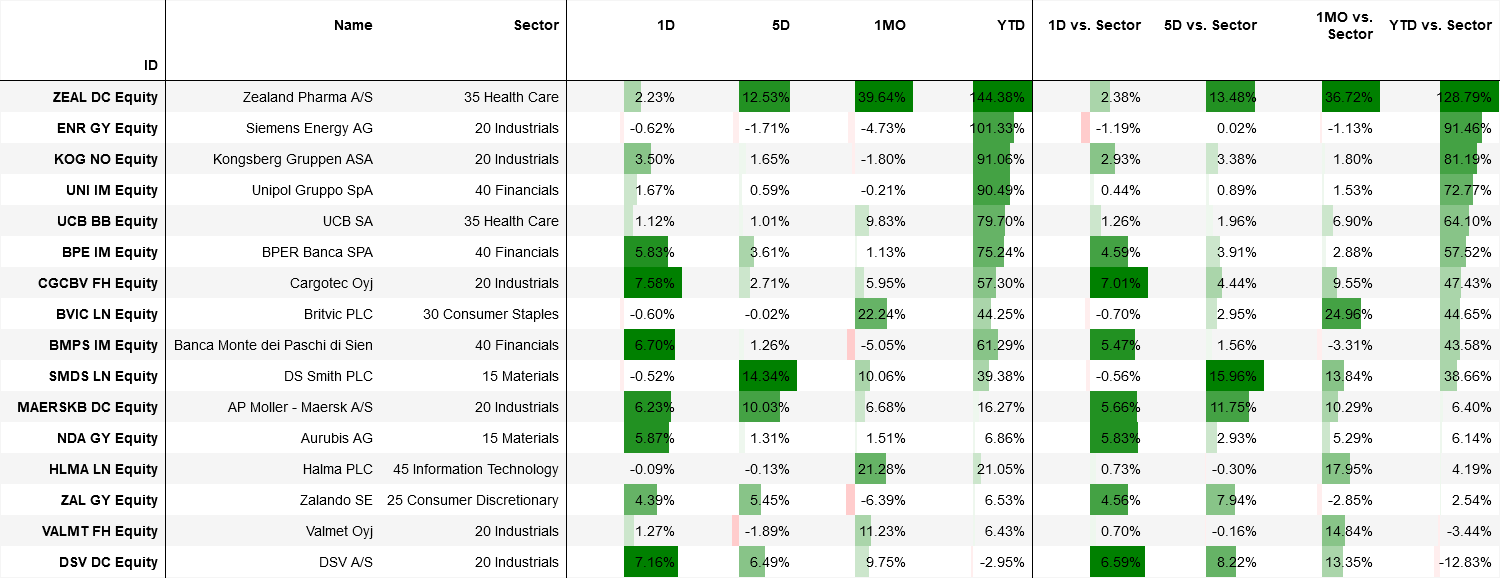 ID Name Sector 1D 5D 1MO YTD 1D vs. Sector 5D vs. Sector 1MO vs. Sector YTD vs. Sector
ZEAL DC Equity Zealand Pharma A/S 35 Health Care 2.23% 12.53% 39.64% 144.38% 2.38% 13.48% 36.72% 128.79%
ENR GY Equity Siemens Energy AG 20 Industrials -0.62% -1.71% -4.73% 101.33% -1.19% 0.02% -1.13% 91.46%
KOG NO Equity Kongsberg Gruppen ASA 20 Industrials 3.50% 1.65% -1.80% 91.06% 2.93% 3.38% 1.80% 81.19%
UNI IM Equity Unipol Gruppo SpA 40 Financials 1.67% 0.59% -0.21% 90.49% 0.44% 0.89% 1.53% 72.77%
UCB BB Equity UCB SA 35 Health Care 1.12% 1.01% 9.83% 79.70% 1.26% 1.96% 6.90% 64.10%
BPE IM Equity BPER Banca SPA 40 Financials 5.83% 3.61% 1.13% 75.24% 4.59% 3.91% 2.88% 57.52%
CGCBV FH Equity Cargotec Oyj 20 Industrials 7.58% 2.71% 5.95% 57.30% 7.01% 4.44% 9.55% 47.43%
BVIC LN Equity Britvic PLC 30 Consumer Staples -0.60% -0.02% 22.24% 44.25% -0.70% 2.95% 24.96% 44.65%
BMPS IM Equity Banca Monte dei Paschi di Sien 40 Financials 6.70% 1.26% -5.05% 61.29% 5.47% 1.56% -3.31% 43.58%
SMDS LN Equity DS Smith PLC 15 Materials -0.52% 14.34% 10.06% 39.38% -0.56% 15.96% 13.84% 38.66%
MAERSKB DC Equity AP Moller - Maersk A/S 20 Industrials 6.23% 10.03% 6.68% 16.27% 5.66% 11.75% 10.29% 6.40%
NDA GY Equity Aurubis AG 15 Materials 5.87% 1.31% 1.51% 6.86% 5.83% 2.93% 5.29% 6.14%
HLMA LN Equity Halma PLC 45 Information Technology -0.09% -0.13% 21.28% 21.05% 0.73% -0.30% 17.95% 4.19%
ZAL GY Equity Zalando SE 25 Consumer Discretionary 4.39% 5.45% -6.39% 6.53% 4.56% 7.94% -2.85% 2.54%
VALMT FH Equity Valmet Oyj 20 Industrials 1.27% -1.89% 11.23% 6.43% 0.70% -0.16% 14.84% -3.44%
DSV DC Equity DSV A/S 20 Industrials 7.16% 6.49% 9.75% -2.95% 6.59% 8.22% 13.35% -12.83%